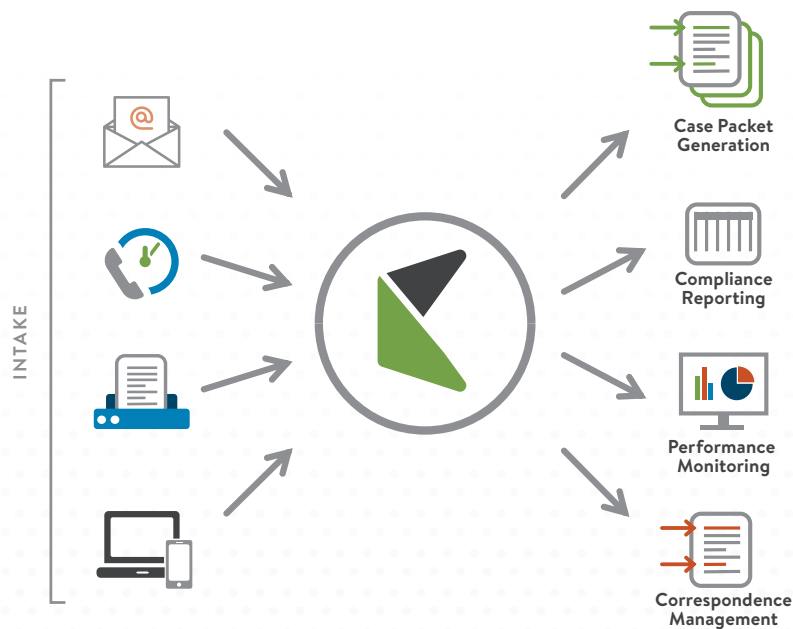 INTAKE
@
Case Packet
Generation
Compliance
Reporting
Performance
Monitoring
Correspondence
Management